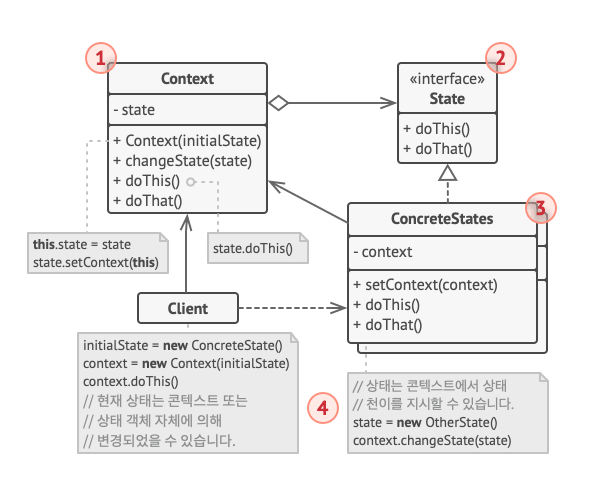 1
Context
- state
+ Context(initialState)
+ changeState(state)
+ doThis()
+ doThat()
2
«interface»
State
+ doThis()
+ doThat()
3
ConcreteStates
- context
+ setContext(context)
+ doThis()
+ doThat()
this.state = state
state.setContext(this)
state.doThis()
Client
initialState = new ConcreteState()
context = new Context(initialState)
context.doThis()
// 현재 상태는 콘텍스트 또는
// 상태 객체 자체에 의해
// 변경되었을 수 있습니다.
4
// 상태는 콘텍스트에서 상태
// 천이를 지시할 수 있습니다.
state = new OtherState()
context.changeState(state)